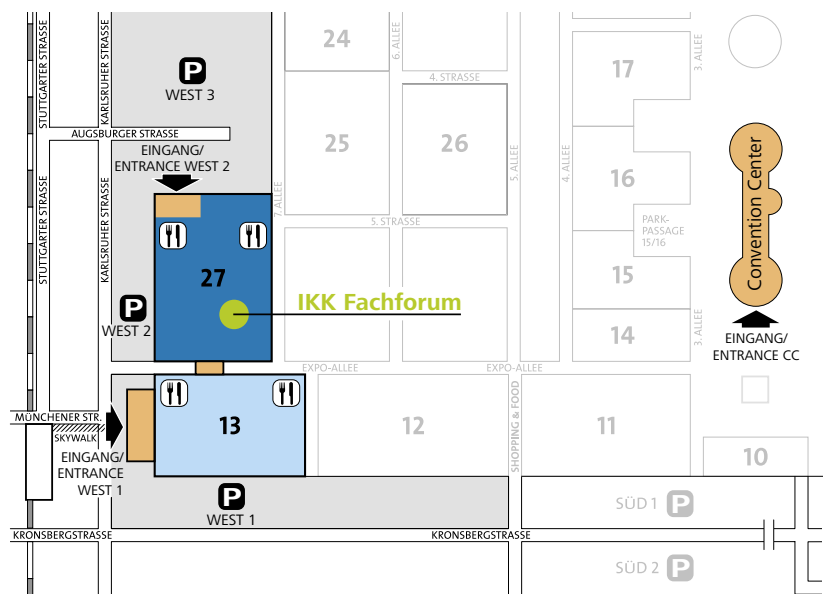 STUTTGARTER STRASSE
KARLSRUHER STRASSE
P
WEST 3
24
6. ALLEE
4. STRASSE
17
3. ALLEE
AUGSBURGER STRASSE
EINGANG/
ENTRANCE WEST 2
25
26
5. ALLEE
4. ALLEE
16
Convention Center
STUTTGARTER STRASSE
KARLSRUHER STRASSE
7. ALLEE
5. STRASSE
PARK-
PASSAGE
15/16
27
15
P
WEST 2
IKK Fachforum
14
3. ALLEE
EINGANG/
ENTRANCE CC
EXPO-ALLEE
EXPO-ALLEE
MÜNCHENER STR.
SKYWALK
13
12
SHOPPING & FOOD
11
10
EINGANG/
ENTRANCE
WEST 1
P
WEST 1
SÜD 1 P
KRONSBERGSTRASSE
KRONSBERGSTRASSE
SÜD 2 P